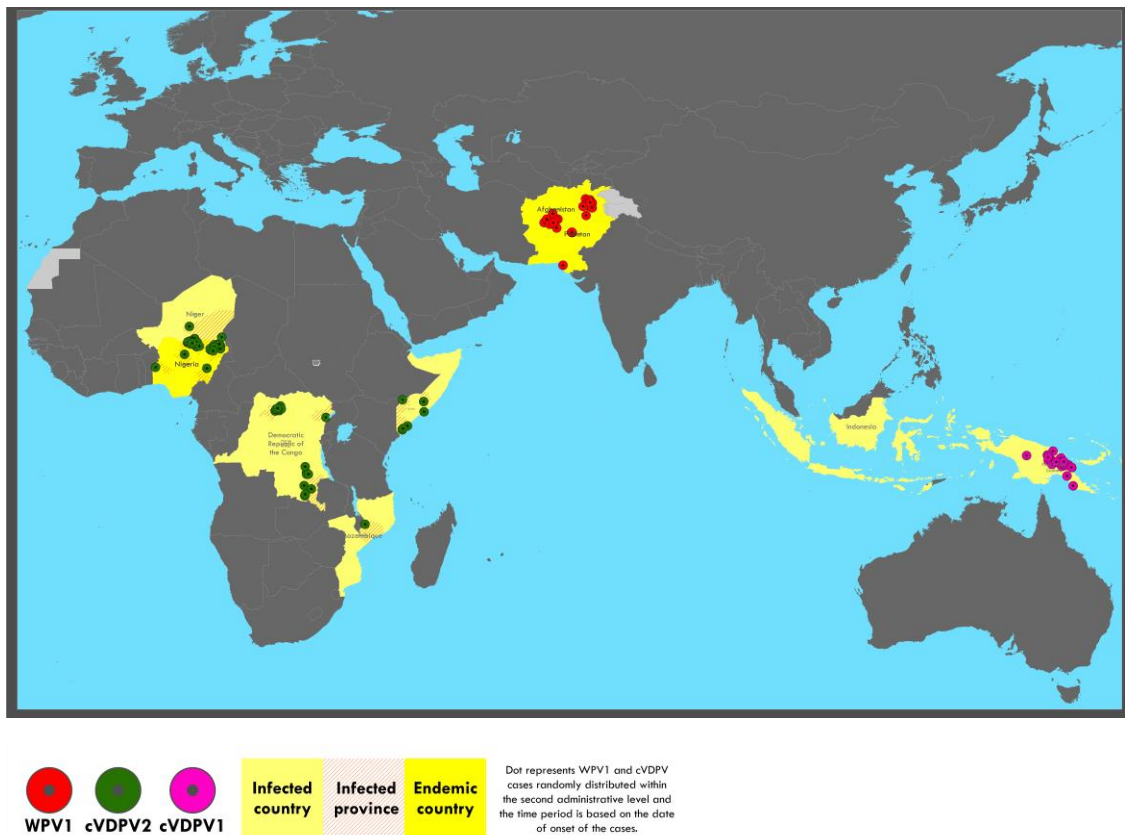 Afghanistan
Niger
Nigeria
Democratic
Republic of
the Congo
Indonesia
WPV1
cVDPV2
cVDPV1
Infected
country
Infected
province
Endemic
country
Dot represents WPV1 and cVDPV
cases randomly distributed within
the second administrative level and
the time period is based on the date
of onset of the cases.